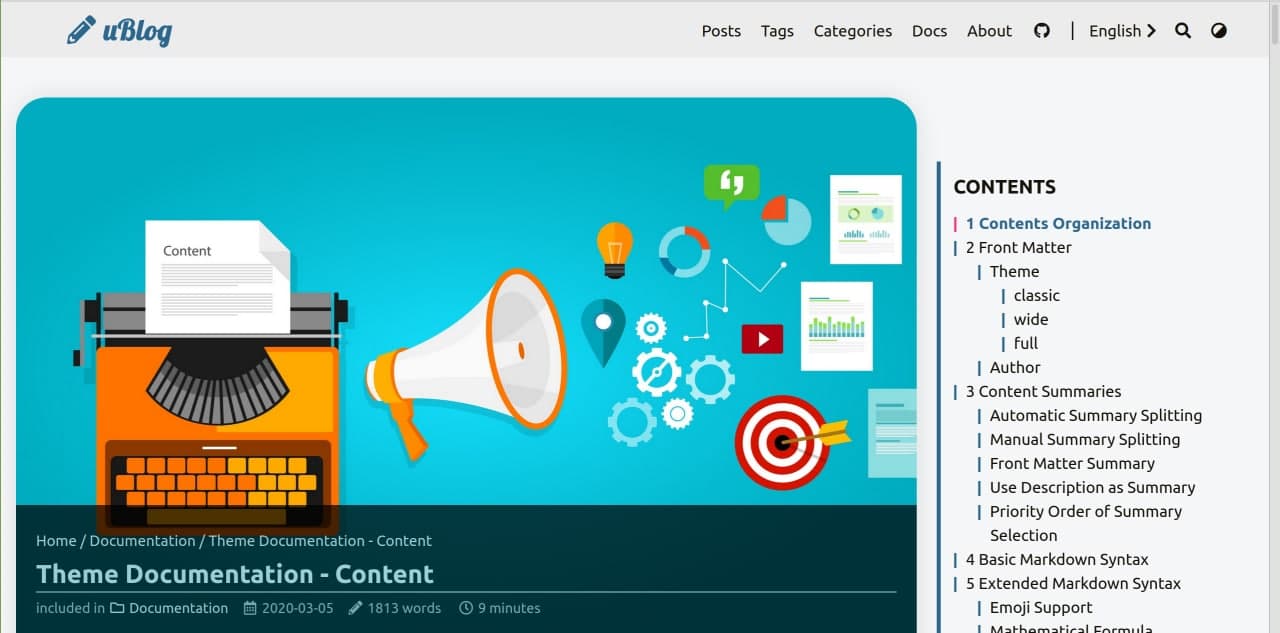 uBlog
Posts Tags Categories Docs About | English
Content
Home / Documentation / Theme Documentation - Content
Theme Documentation - Content
included in Documentation 2020-03-05 1813 words 9 minutes
CONTENTS
1 Contents Organization
2 Front Matter
Theme
classic
wide
full
Author
3 Content Summaries
Automatic Summary Splitting
Manual Summary Splitting
Front Matter Summary
Use Description as Summary
Priority Order of Summary
Selection
4 Basic Markdown Syntax
5 Extended Markdown Syntax
Emoji Support
Mathematical Formula